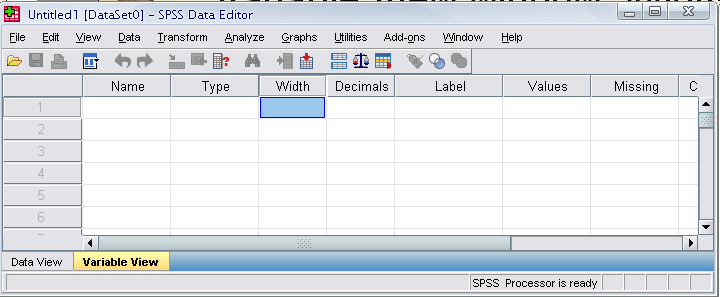 Untitled1 [DataSet0] – SPSS Data Editor
File Edit View Data Transform Analyze Graphs Utilities Add-ons Window Help
Name Type Width Decimals Label Values Missing C
1
2
3
4
5
6
Data View Variable View
SPSS Processor is ready